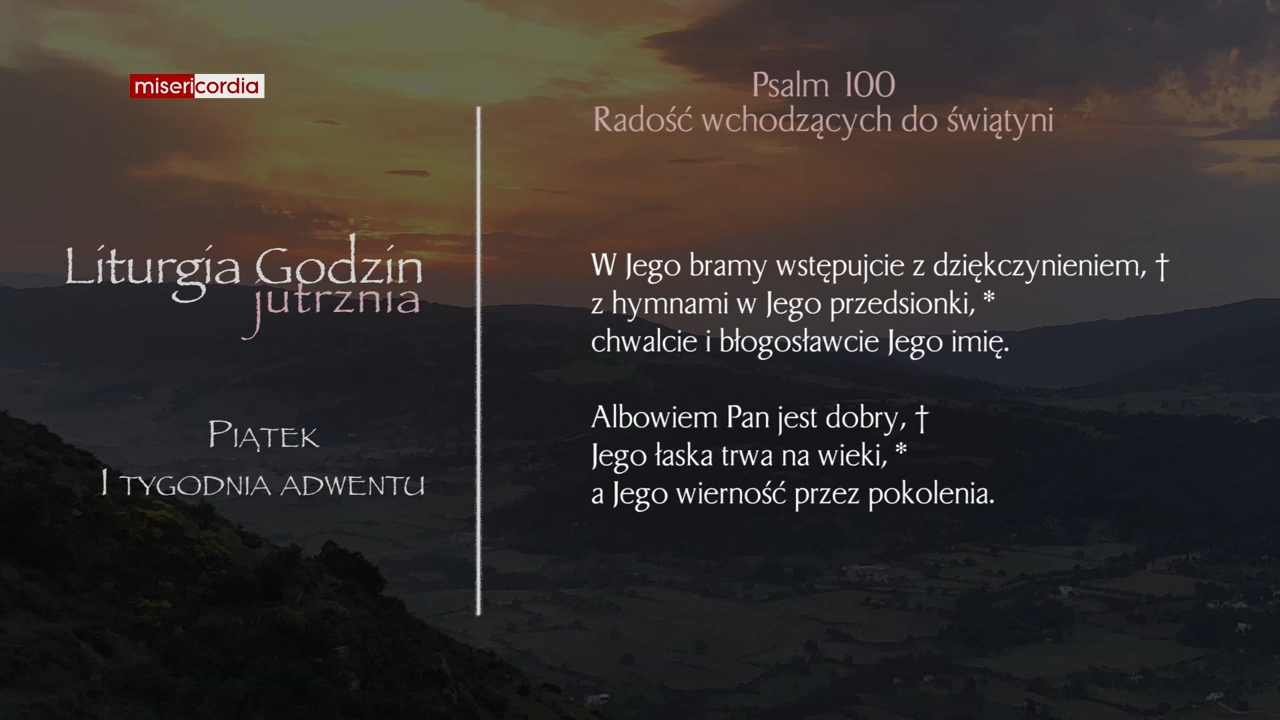 misericordia
Liturgia Godzin
jutrznia
Piątek
I tygodnia adwentu
Psalm 100
Radość wchodzących do świątyni
W Jego bramy wstępujcie z dziękczynieniem, †
z hymnami w Jego przedsionki, *
chwalcie i błogosławcie Jego imię.
Albowiem Pan jest dobry, †
Jego łaska trwa na wieki, *
a Jego wierność przez pokolenia.